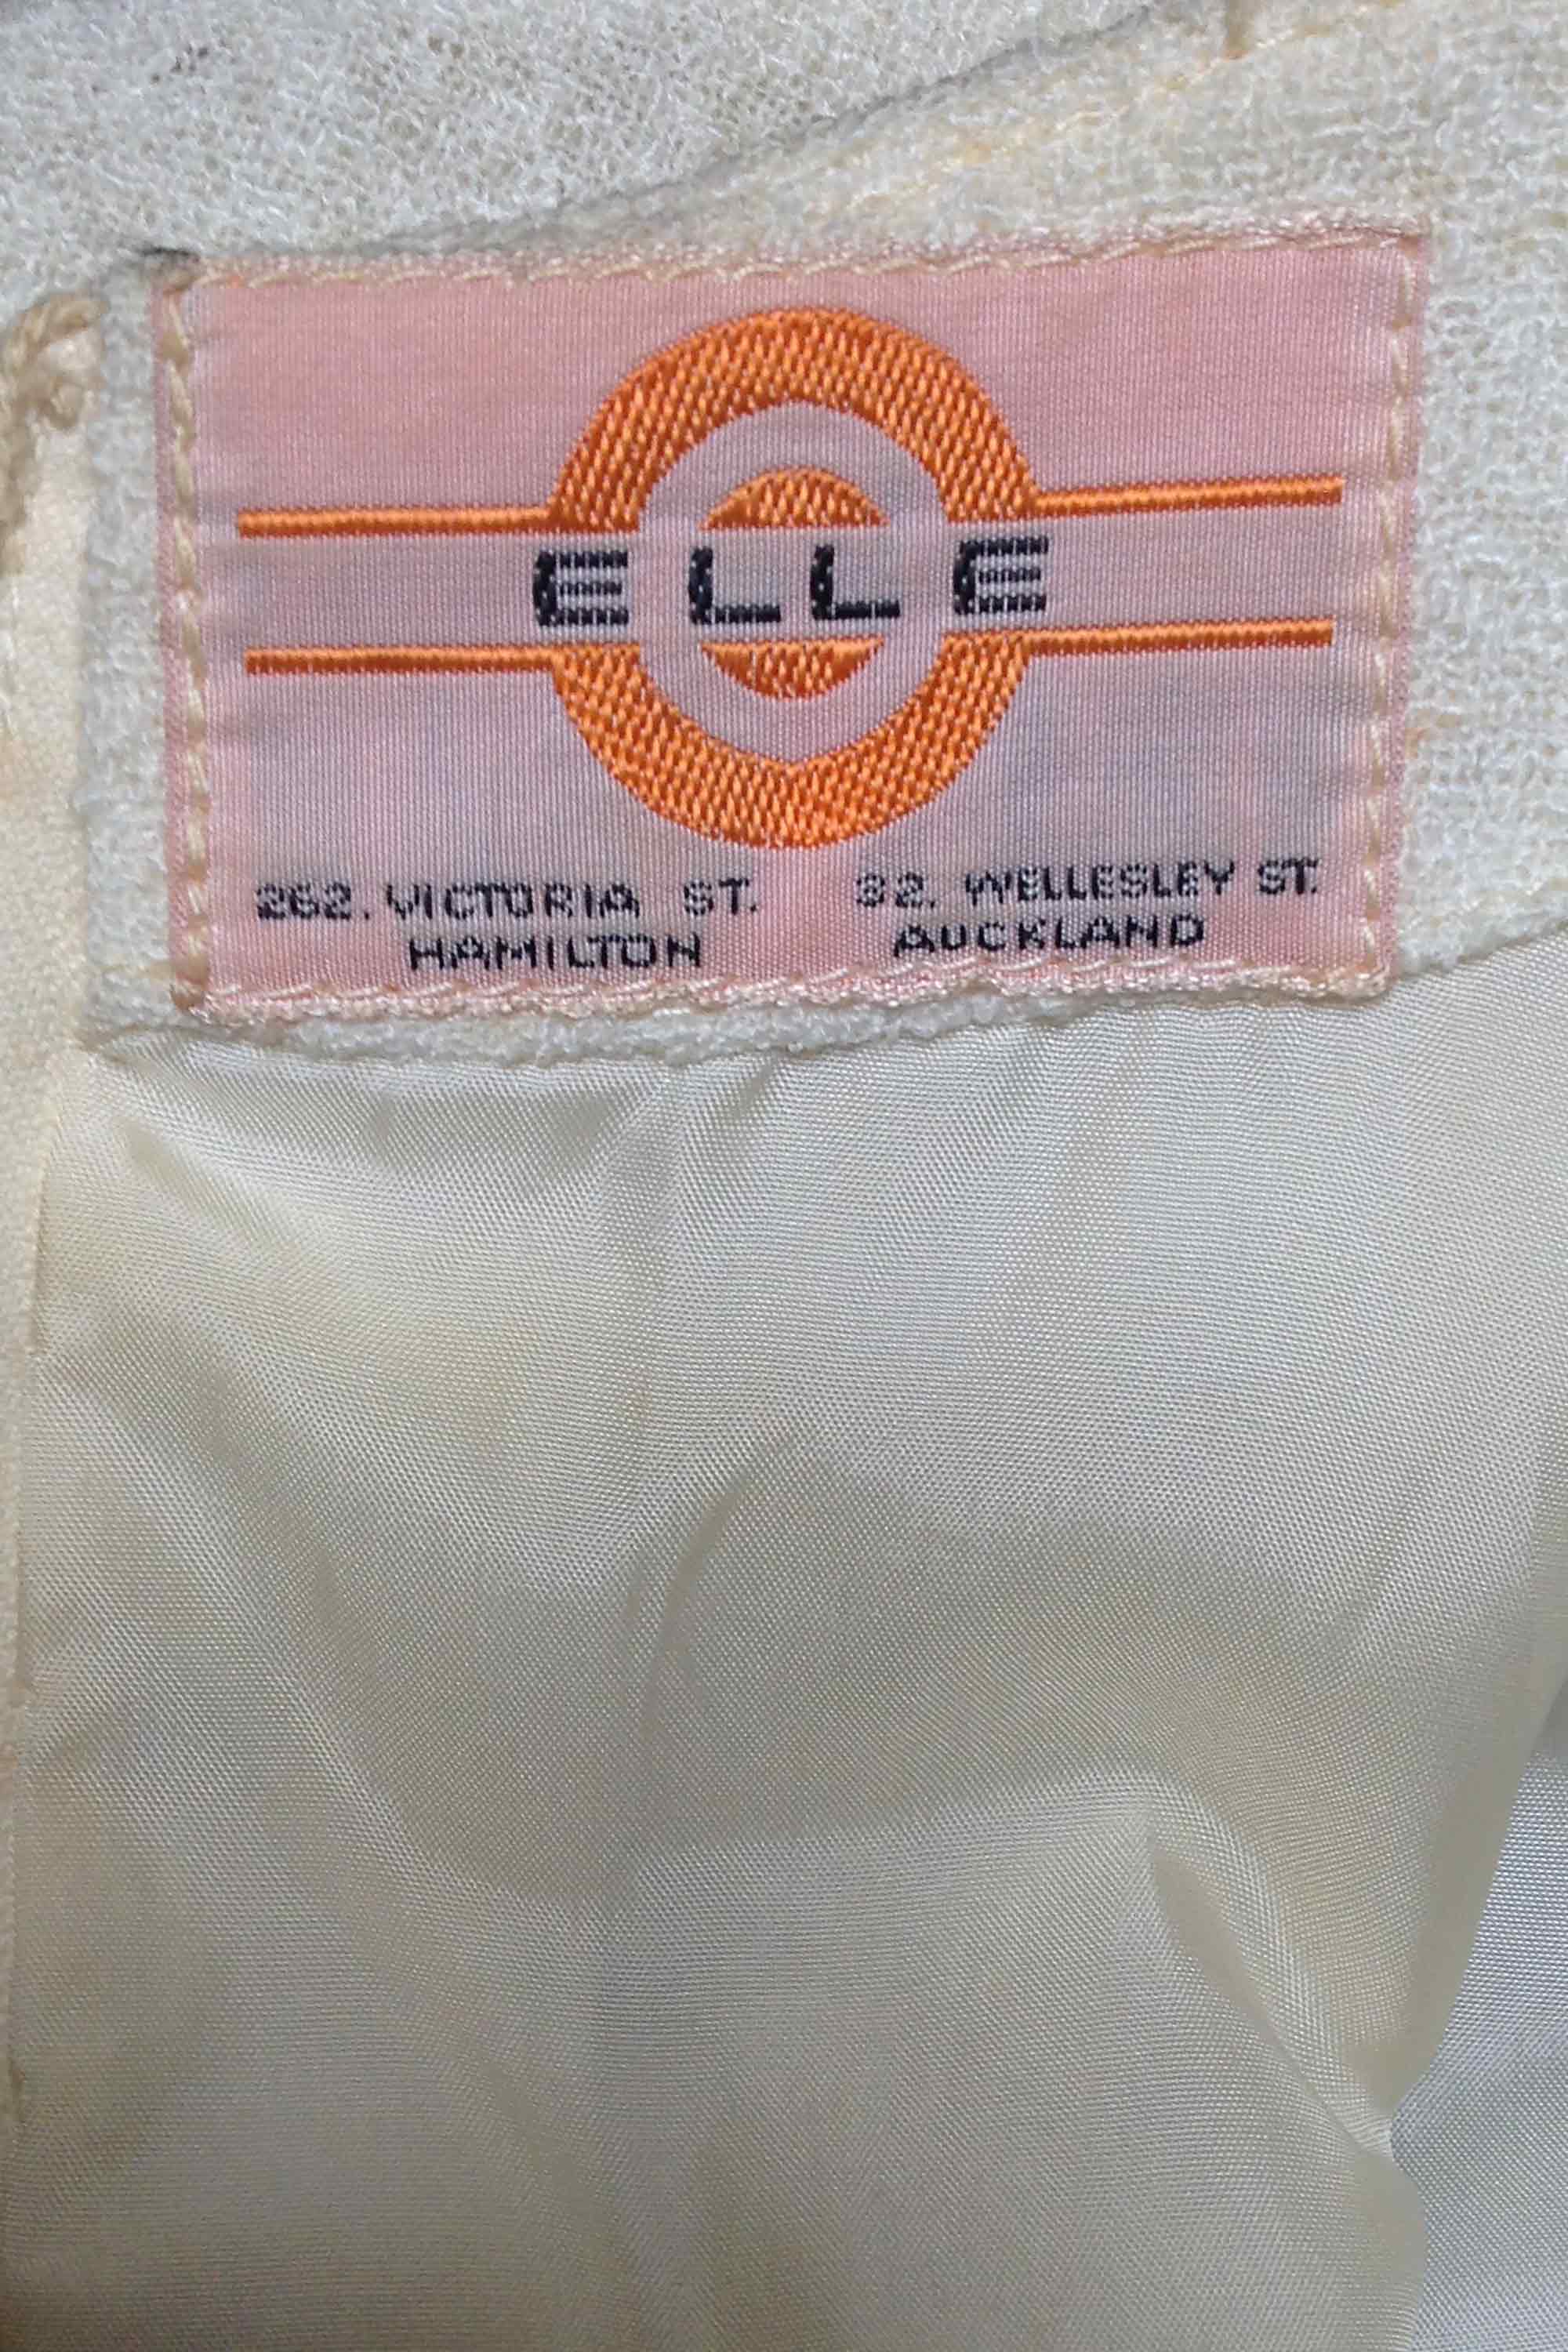 ELLE
262. VICTORIA ST.
HAMILTON
32. WELLESLEY ST.
AUCKLAND